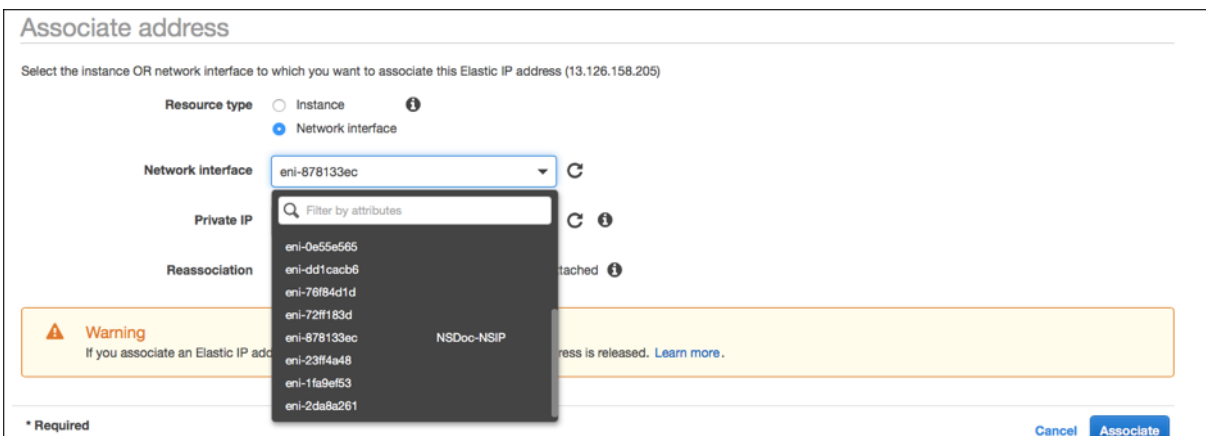 Associate address
Select the instance OR network interface to which you want to associate this Elastic IP address (13.126.158.205)
Resource type
Instance
Network interface
Network interface
eni-878133ec
Filter by attributes
Private IP
eni-0e55e565
Reassociation
eni-dd1cacb6
tached
eni-76f84d1d
eni-72ff183d
eni-878133ec NSDoc-NSIP
eni-23ff4a48
eni-1fa9ef53
eni-2da8a261
Warning
If you associate an Elastic IP add ress is released. Learn more.
* Required
Cancel Associate